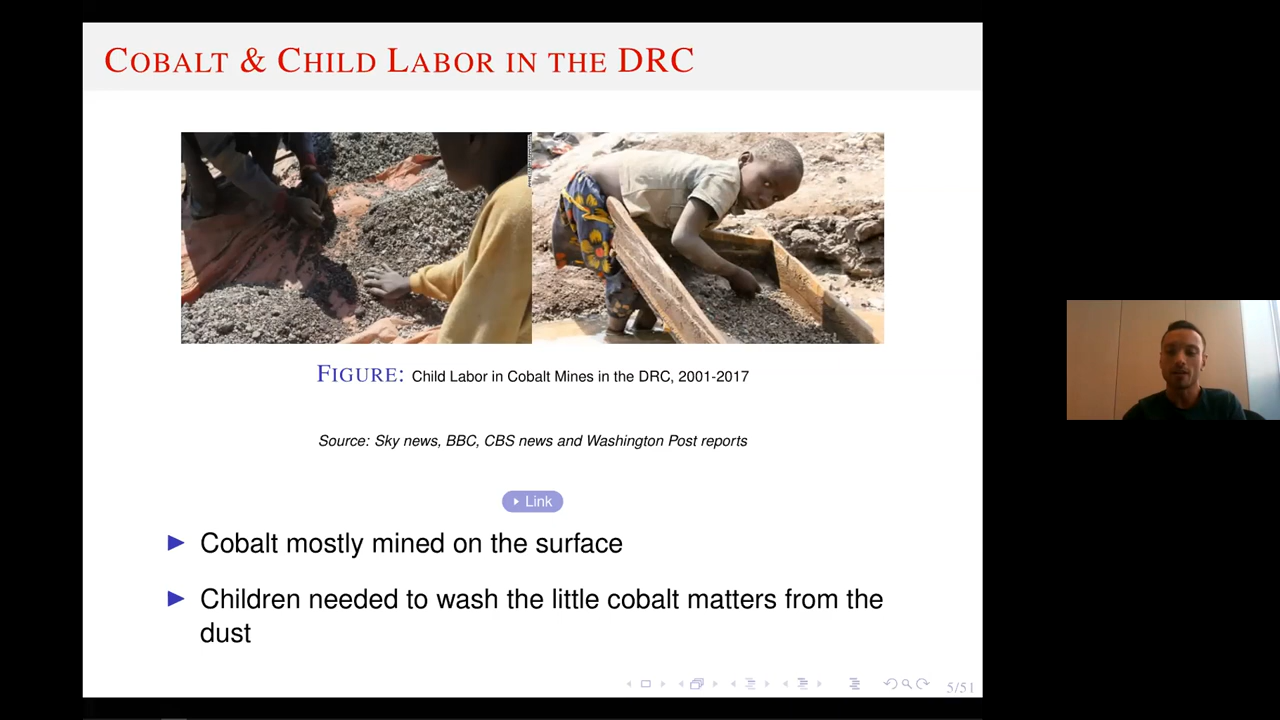 COBALT & CHILD LABOR IN THE DRC
FIGURE: Child Labor in Cobalt Mines in the DRC, 2001-2017
Source: Sky news, BBC, CBS news and Washington Post reports
Link
Cobalt mostly mined on the surface
Children needed to wash the little cobalt matters from the
dust
5/51